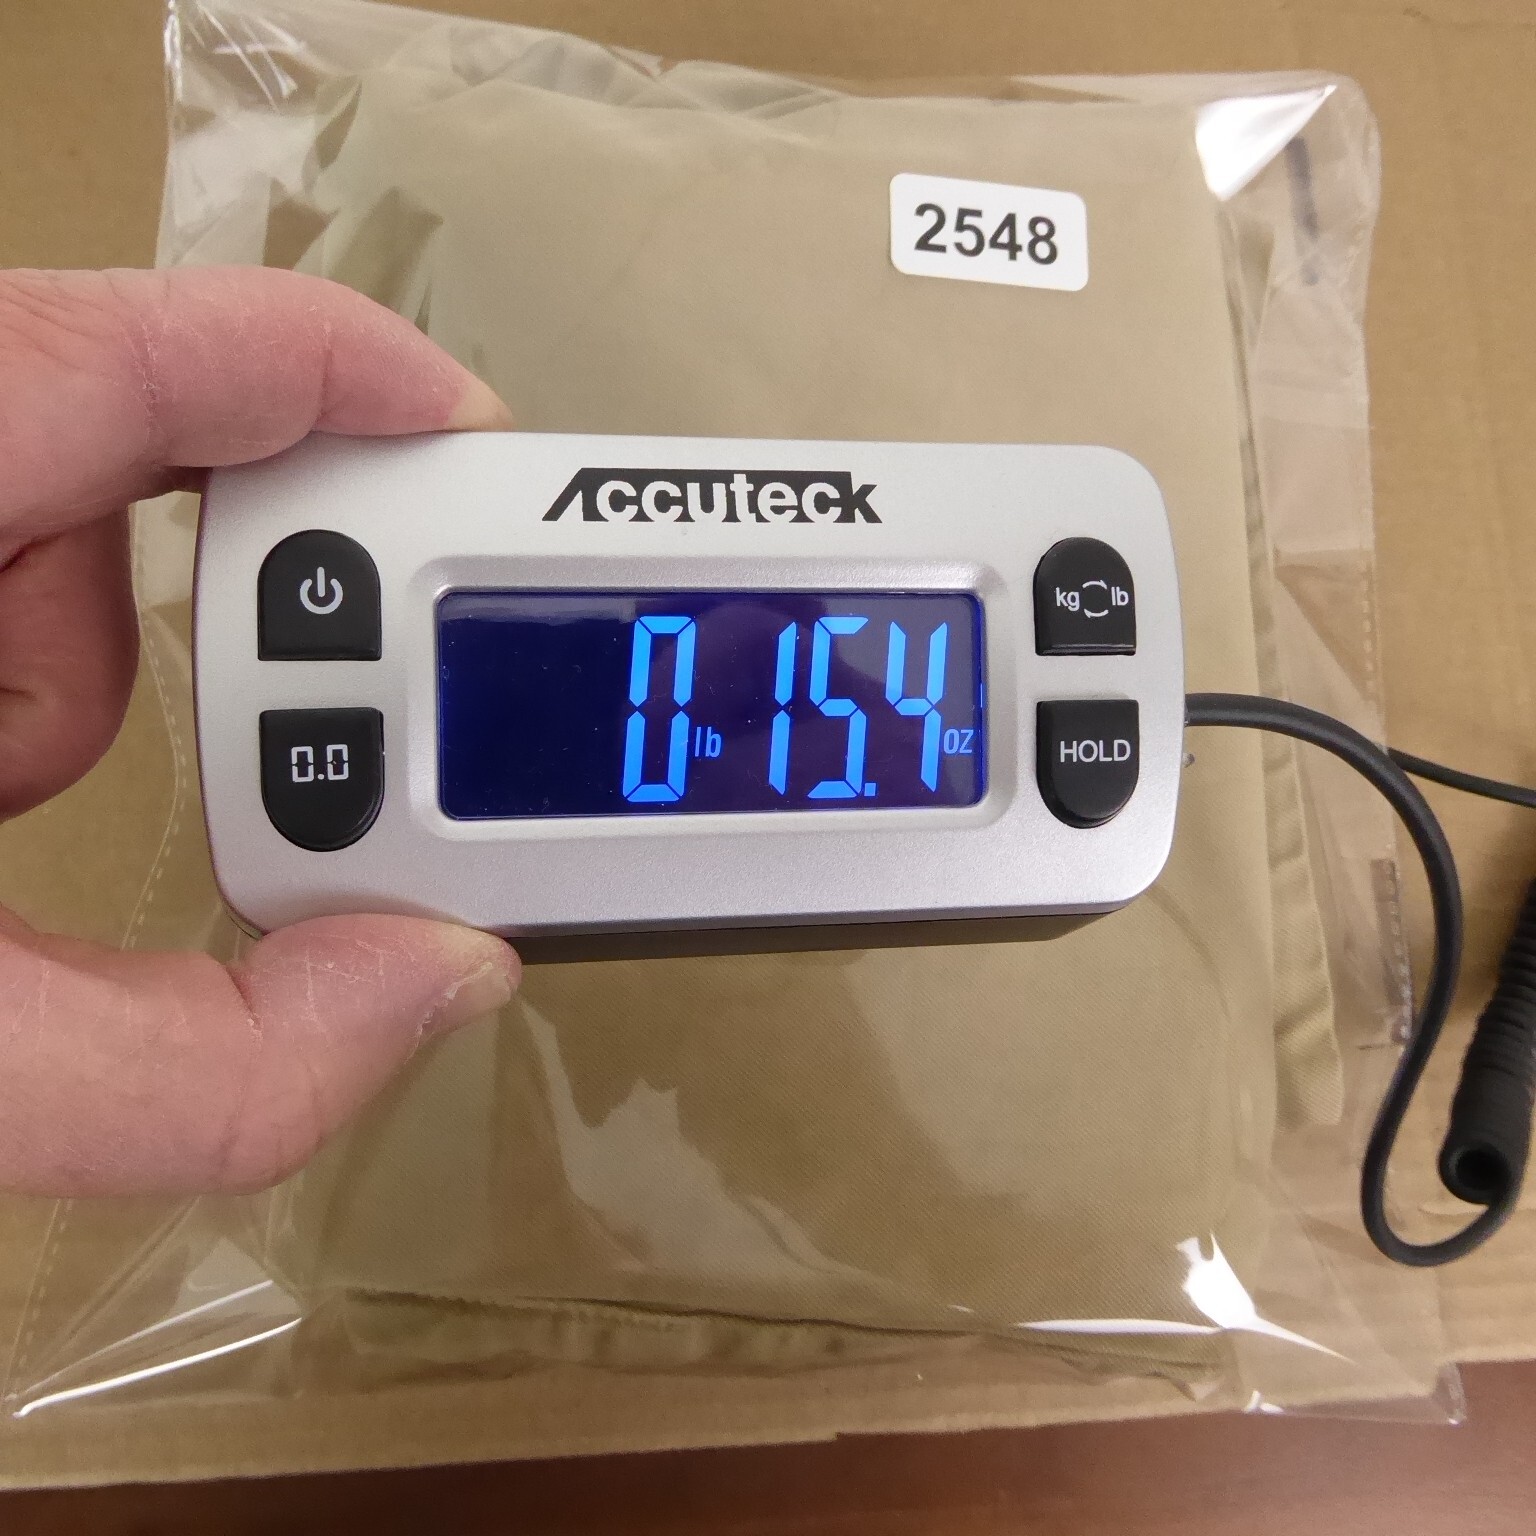 2548
Accuteck
kg lb
0 lb 15.4 oz
0.0
HOLD